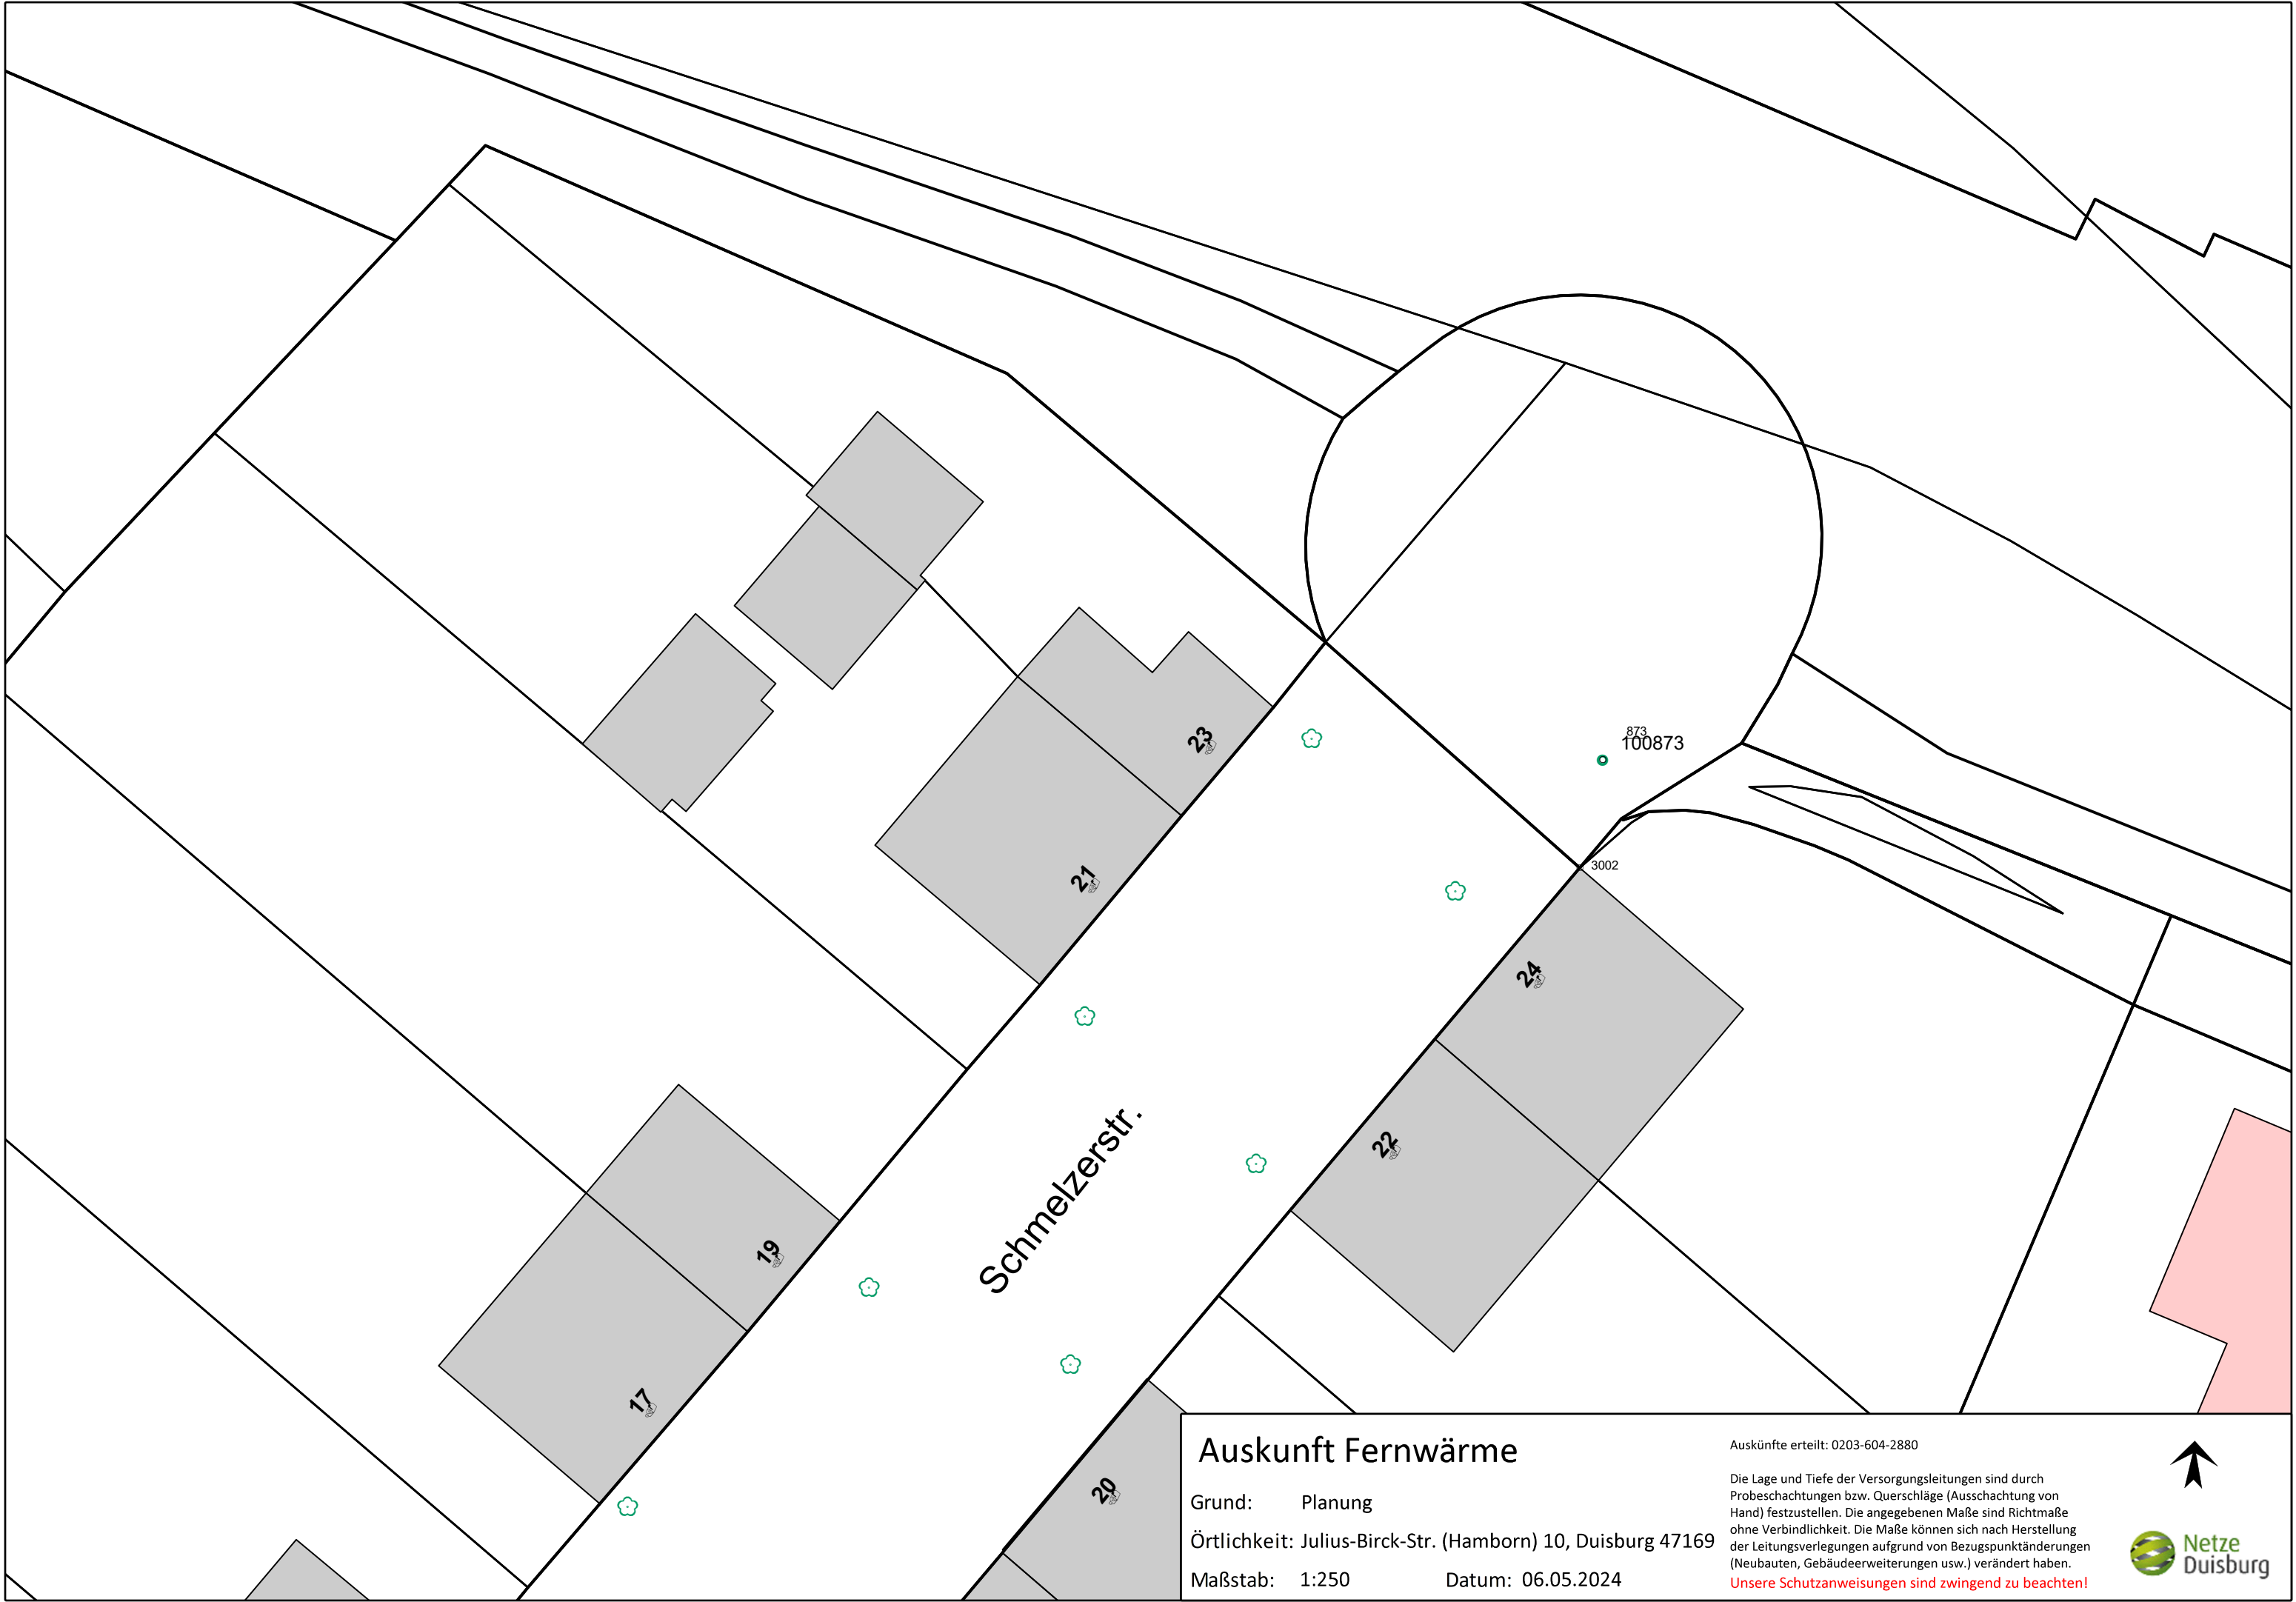 873
100873
23
3002
21
24
Schmelzerstr.
22
19
17
20
Auskunft Fernwärme
Grund: Planung
Örtlichkeit: Julius-Birck-Str. (Hamborn) 10, Duisburg 47169
Maßstab: 1:250 Datum: 06.05.2024
Auskünfte erteilt: 0203-604-2880
Die Lage und Tiefe der Versorgungsleitungen sind durch
Probeschachtungen bzw. Querschläge (Ausschachtung von
Hand) festzustellen. Die angegebenen Maße sind Richtmaße
ohne Verbindlichkeit. Die Maße können sich nach Herstellung
der Leitungsverlegungen aufgrund von Bezugspunktänderungen
(Neubauten, Gebäudeerweiterungen usw.) verändert haben.
Unsere Schutzanweisungen sind zwingend zu beachten!
Netze
Duisburg